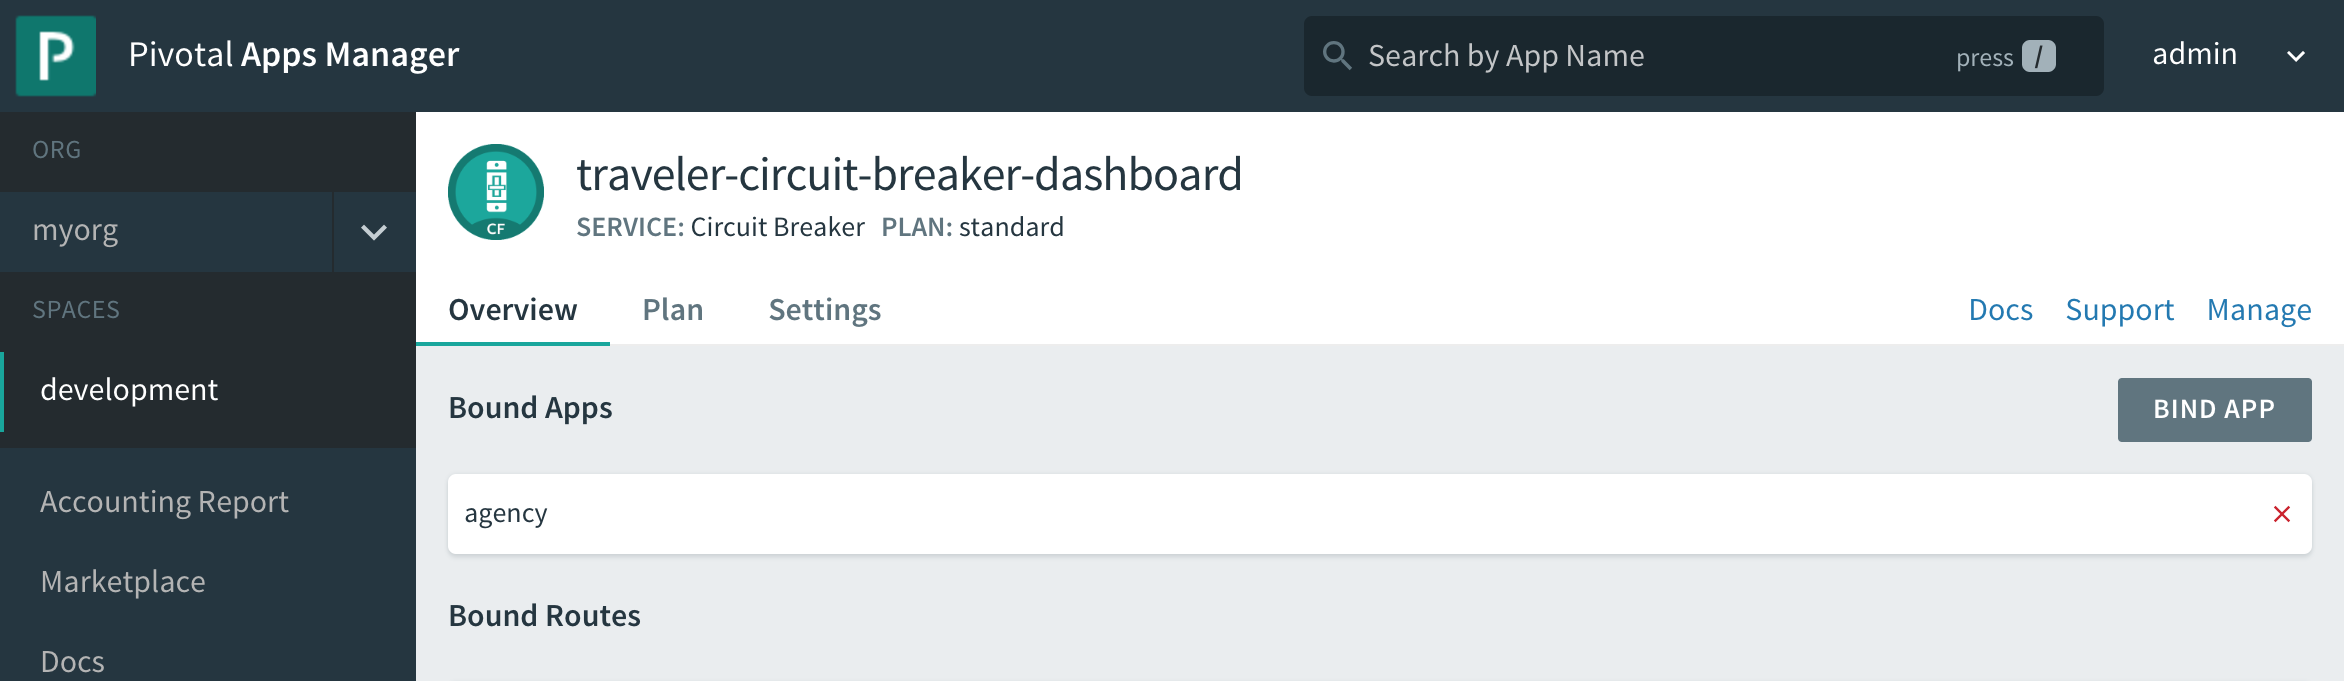 P
Pivotal Apps Manager
Search by App Name press /
admin
ORG
myorg
SPACES
development
Accounting Report
Marketplace
Docs
CF
traveler-circuit-breaker-dashboard
SERVICE: Circuit Breaker PLAN: standard
Overview Plan Settings
Docs Support Manage
Bound Apps
BIND APP
agency
Bound Routes